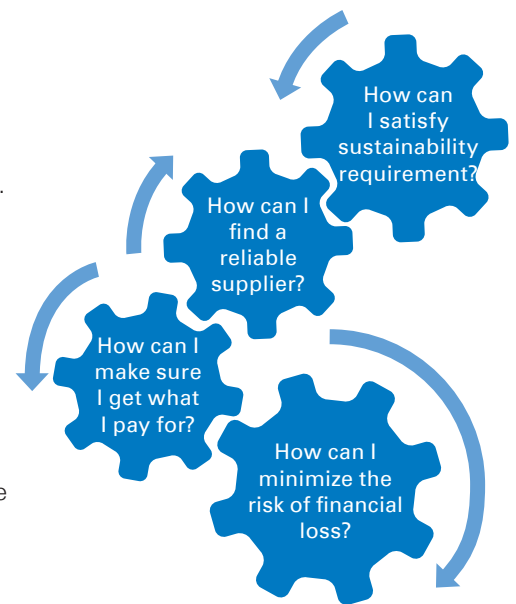 How can
I satisfy
sustainability
requirement?
.
How can I
find a
reliable
supplier?
How can I
make sure
I get what
I pay for?
How can I
minimize the
risk of financial
loss?
e